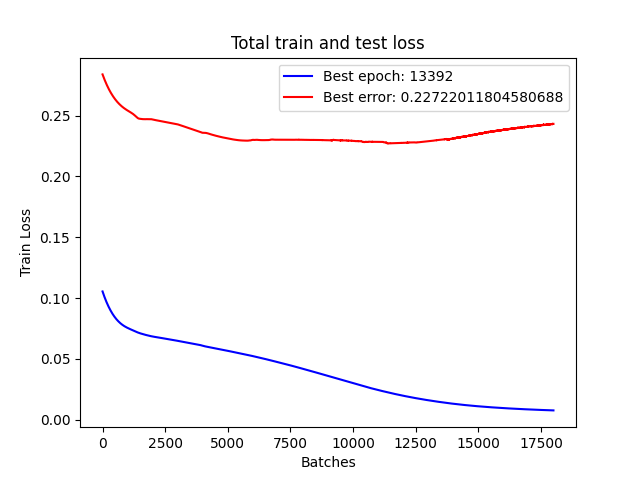 Total train and test loss
Best epoch: 13392
Best error: 0.22722011804580688
Train Loss
0.25
0.20
0.15
0.10
0.05
0.00
0 2500 5000 7500 10000 12500 15000 17500
Batches